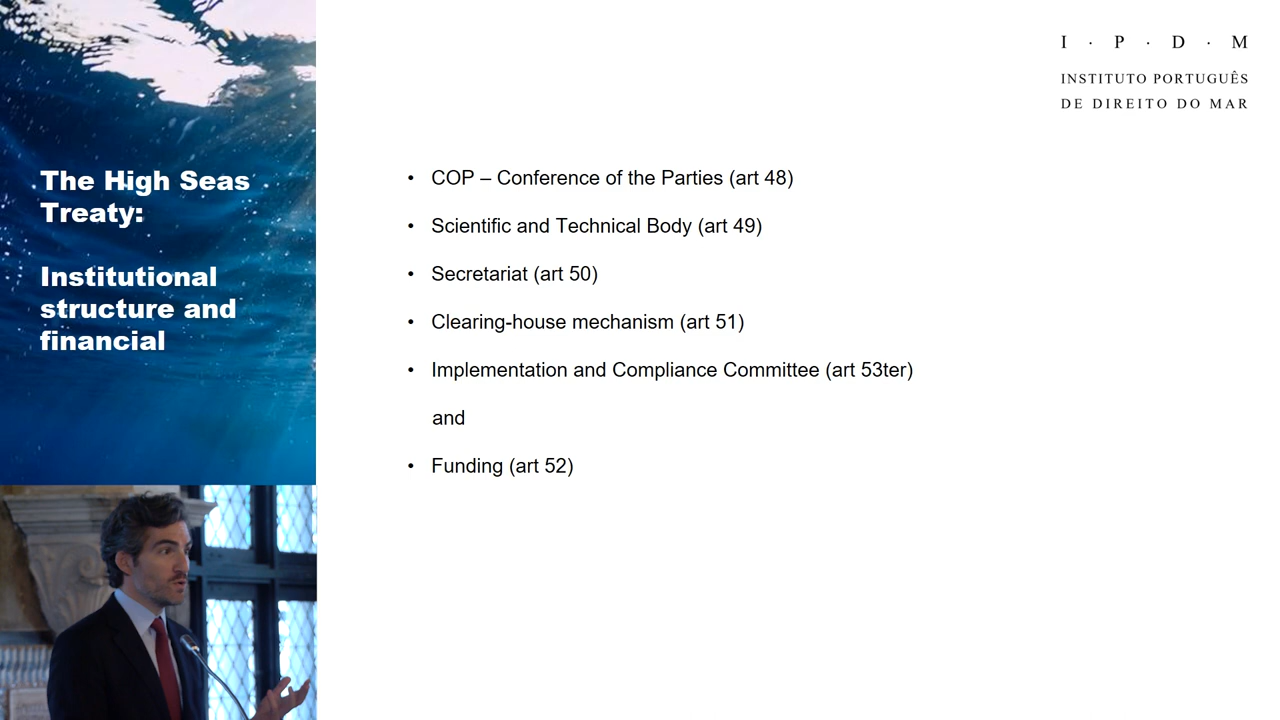 I · P · D · M
INSTITUTO PORTUGUÊS
DE DIREITO DO MAR
The High Seas
Treaty:
Institutional
structure and
financial
• COP – Conference of the Parties (art 48)
• Scientific and Technical Body (art 49)
• Secretariat (art 50)
• Clearing-house mechanism (art 51)
• Implementation and Compliance Committee (art 53ter)
and
• Funding (art 52)